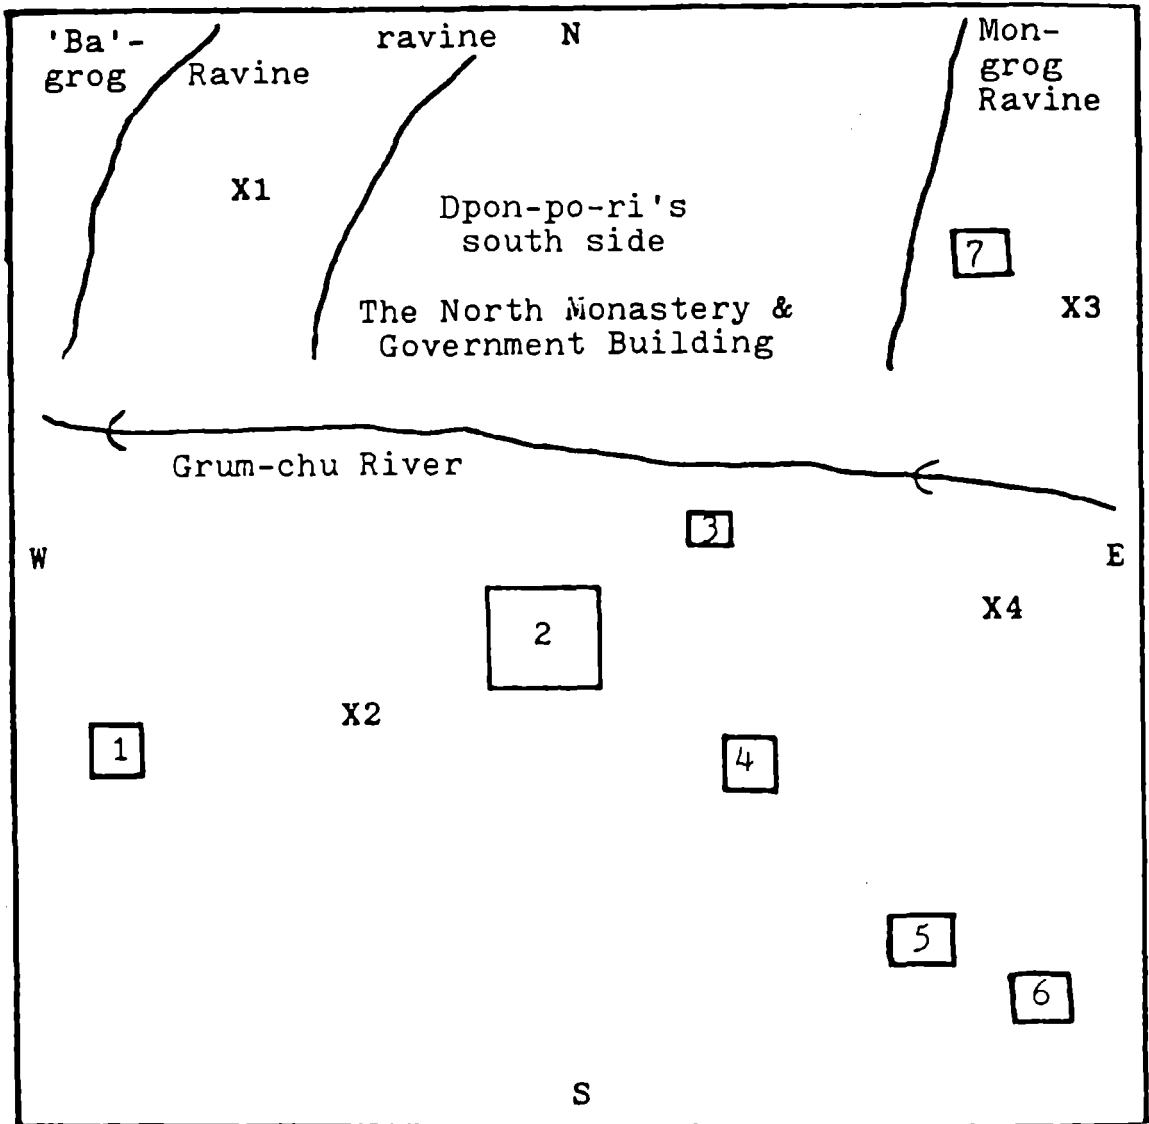 'Ba'-
grog
Ravine
ravine
N
Mon-
grog
Ravine
X1
Dpon-po-ri's
south side
7
The North Monastery &
Government Building
X3
Grum-chu River
3
W
E
2
X4
X2
1
4
5
6
S